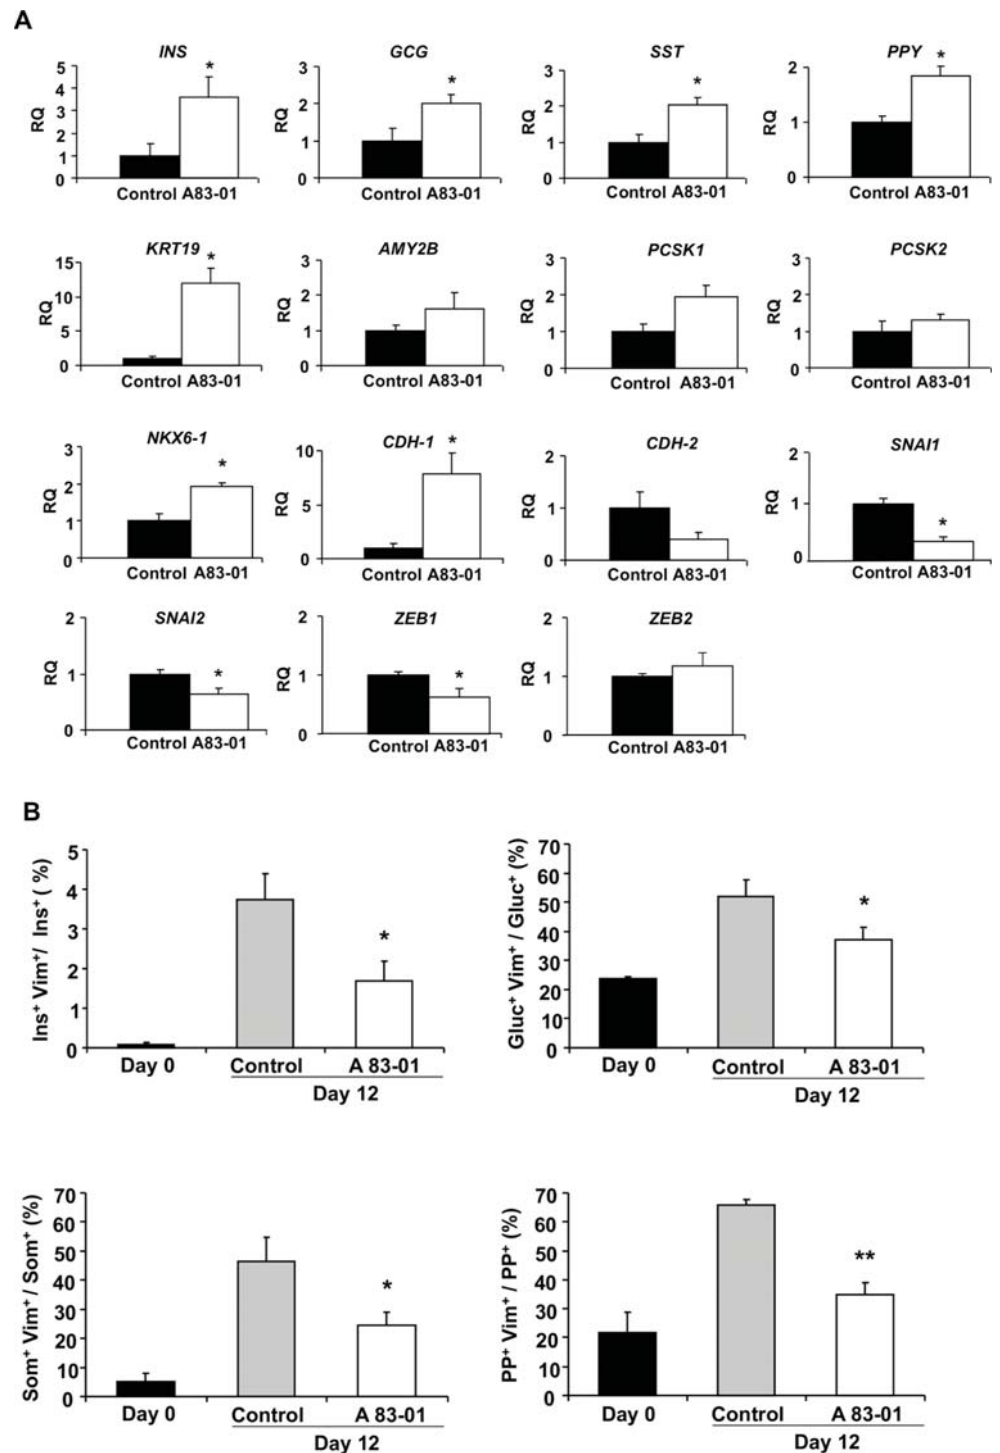 A
INS GCG SST PPY
RQ 5 4 3 2 1 0 * Control A83-01
RQ 3 2 1 0 * Control A83-01
RQ 3 2 1 0 * Control A83-01
RQ 2 1 0 * Control A83-01
KRT19 AMY2B PCSK1 PCSK2
RQ 15 10 5 0 * Control A83-01
RQ 3 2 1 0 Control A83-01
RQ 3 2 1 0 Control A83-01
RQ 3 2 1 0 Control A83-01
NKX6-1 CDH-1 CDH-2 SNAI1
RQ 3 2 1 0 * Control A83-01
RQ 10 5 0 * Control A83-01
RQ 2 1 0 Control A83-01
RQ 2 1 0 * Control A83-01
SNAI2 ZEB1 ZEB2
RQ 2 1 0 * Control A83-01
RQ 2 1 0 * Control A83-01
RQ 2 1 0 Control A83-01
B
Ins⁺ Vim⁺/ Ins⁺ ( %)
5 4 3 2 1 0
*
Day 0 Control A 83-01
Day 12
Gluc⁺ Vim⁺ / Gluc⁺ (%)
70 60 50 40 30 20 10 0
*
Day 0 Control A 83-01
Day 12
Som⁺ Vim⁺ / Som⁺ (%)
70 60 50 40 30 20 10 0
*
Day 0 Control A 83-01
Day 12
PP⁺ Vim⁺ / PP⁺ (%)
70 60 50 40 30 20 10 0
**
Day 0 Control A 83-01
Day 12